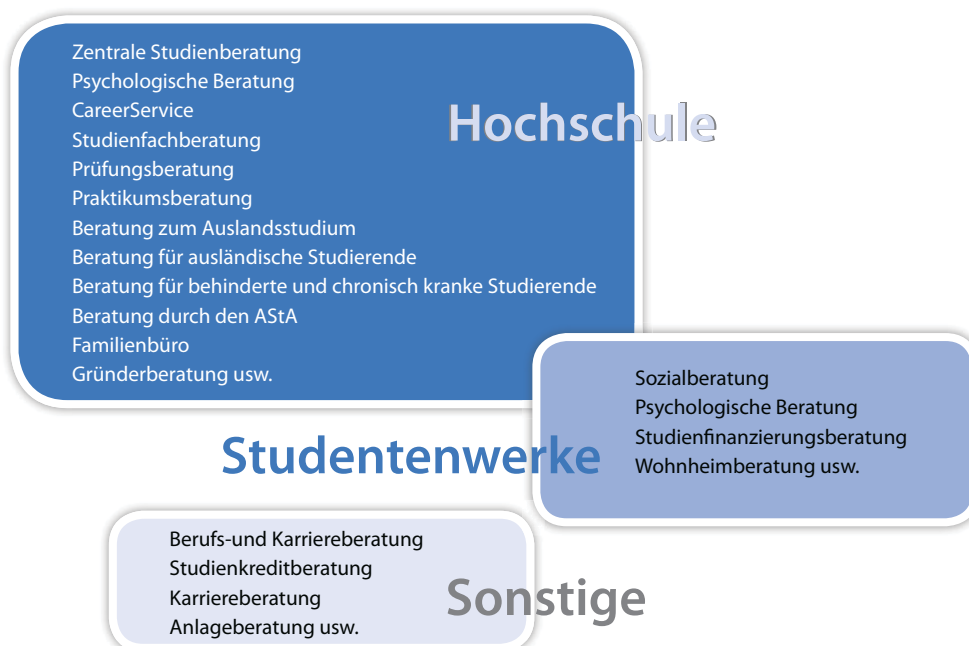 Zentrale Studienberatung
Psychologische Beratung
CareerService
Studienfachberatung
Prüfungsberatung
Praktikumsberatung
Beratung zum Auslandsstudium
Beratung für ausländische Studierende
Beratung für behinderte und chronisch kranke Studierende
Beratung durch den AStA
Familienbüro
Gründerberatung usw.
Hochschule
Sozialberatung
Psychologische Beratung
Studienfinanzierungsberatung
Wohnheimberatung usw.
Studentenwerke
Berufs-und Karriereberatung
Studienkreditberatung
Karriereberatung
Anlageberatung usw.
Sonstige